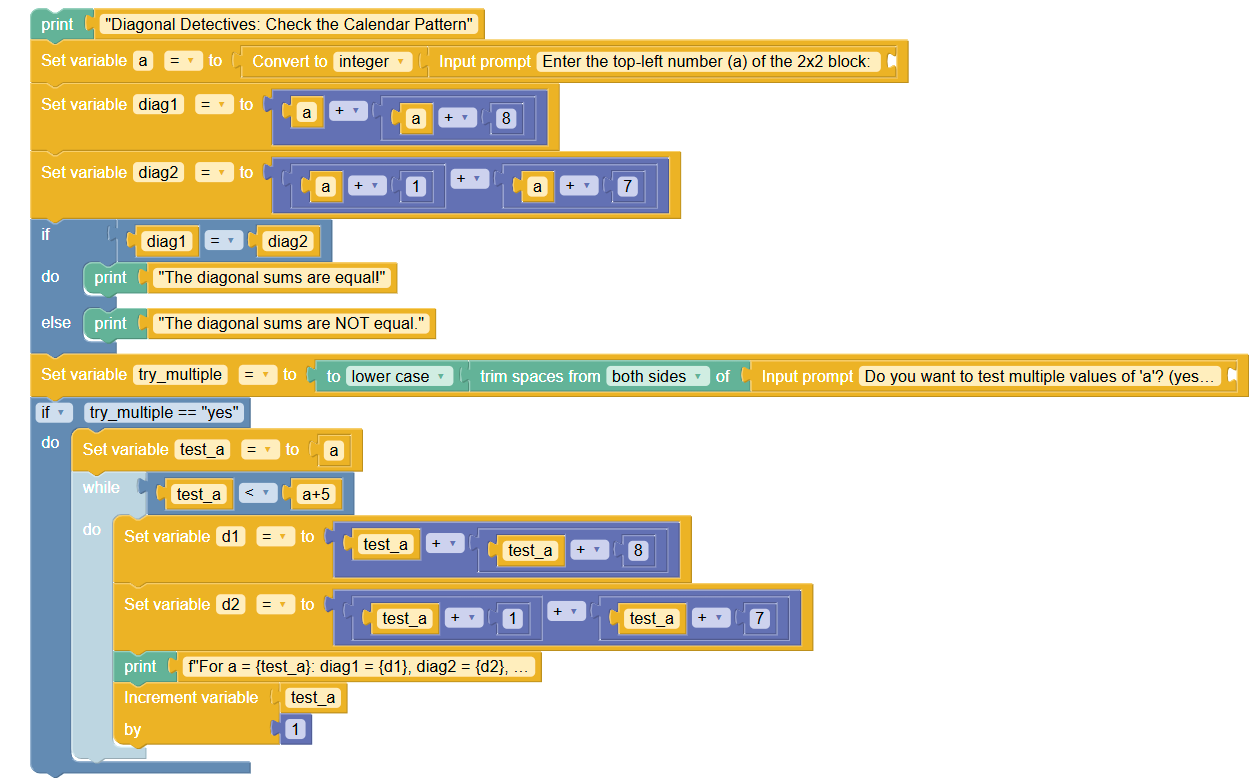 print "Diagonal Detectives: Check the Calendar Pattern"
Set variable a = to Convert to integer Input prompt Enter the top-left number (a) of the 2x2 block:
Set variable diag1 = to a + a + 8
Set variable diag2 = to a + 1 + a + 7
if diag1 = diag2
do print "The diagonal sums are equal!"
else print "The diagonal sums are NOT equal."
Set variable try_multiple = to to lower case trim spaces from both sides of Input prompt Do you want to test multiple values of 'a'? (yes...
if try_multiple == "yes"
do Set variable test_a = to a
while test_a < a+5
do Set variable d1 = to test_a + test_a + 8
Set variable d2 = to test_a + 1 + test_a + 7
print f"For a = {test_a}: diag1 = {d1}, diag2 = {d2}, ...
Increment variable test_a
by 1